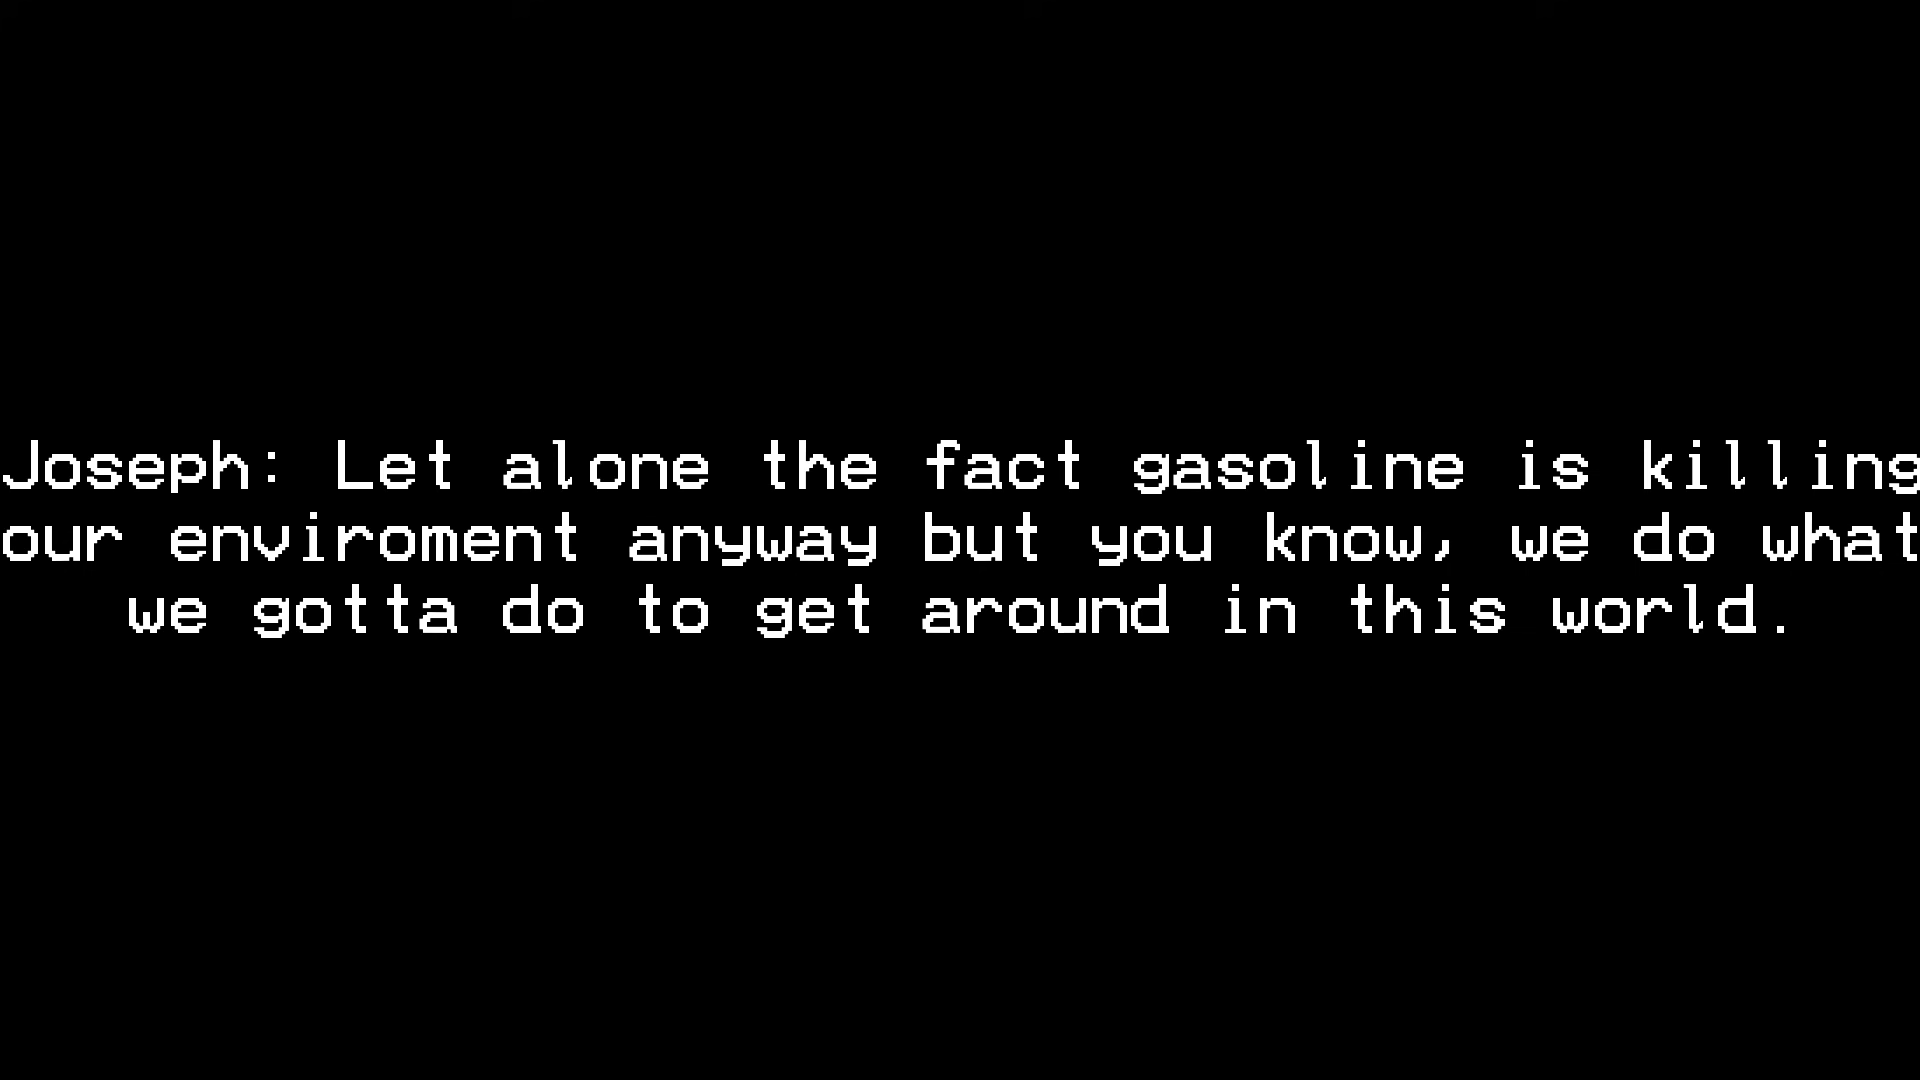 Joseph: Let alone the fact gasoline is killing
our enviroment anyway but you know, we do what
we gotta do to get around in this world.